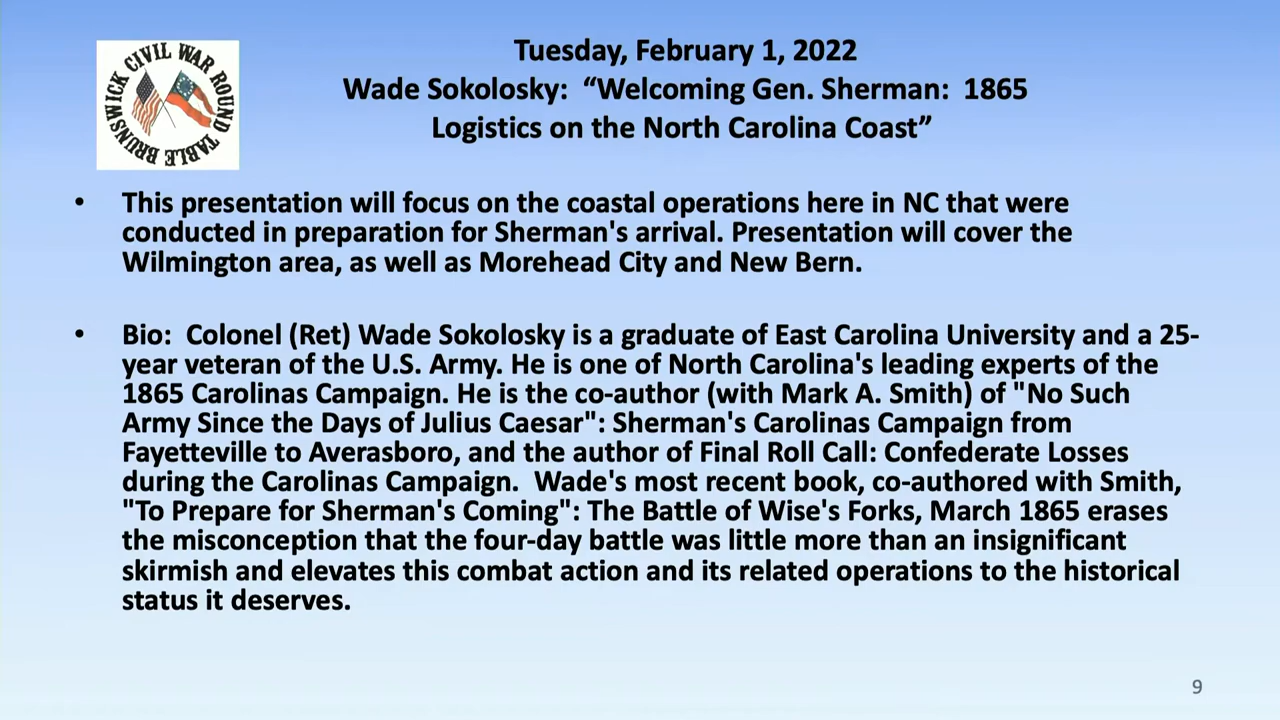 BRUNSWICK CIVIL WAR ROUND TABLE
Tuesday, February 1, 2022
Wade Sokolosky:  “Welcoming Gen. Sherman:  1865
Logistics on the North Carolina Coast”
• This presentation will focus on the coastal operations here in NC that were
conducted in preparation for Sherman's arrival. Presentation will cover the
Wilmington area, as well as Morehead City and New Bern.
• Bio:  Colonel (Ret) Wade Sokolosky is a graduate of East Carolina University and a 25-
year veteran of the U.S. Army. He is one of North Carolina's leading experts of the
1865 Carolinas Campaign. He is the co-author (with Mark A. Smith) of "No Such
Army Since the Days of Julius Caesar": Sherman's Carolinas Campaign from
Fayetteville to Averasboro, and the author of Final Roll Call: Confederate Losses
during the Carolinas Campaign.  Wade's most recent book, co-authored with Smith,
"To Prepare for Sherman's Coming": The Battle of Wise's Forks, March 1865 erases
the misconception that the four-day battle was little more than an insignificant
skirmish and elevates this combat action and its related operations to the historical
status it deserves.
9